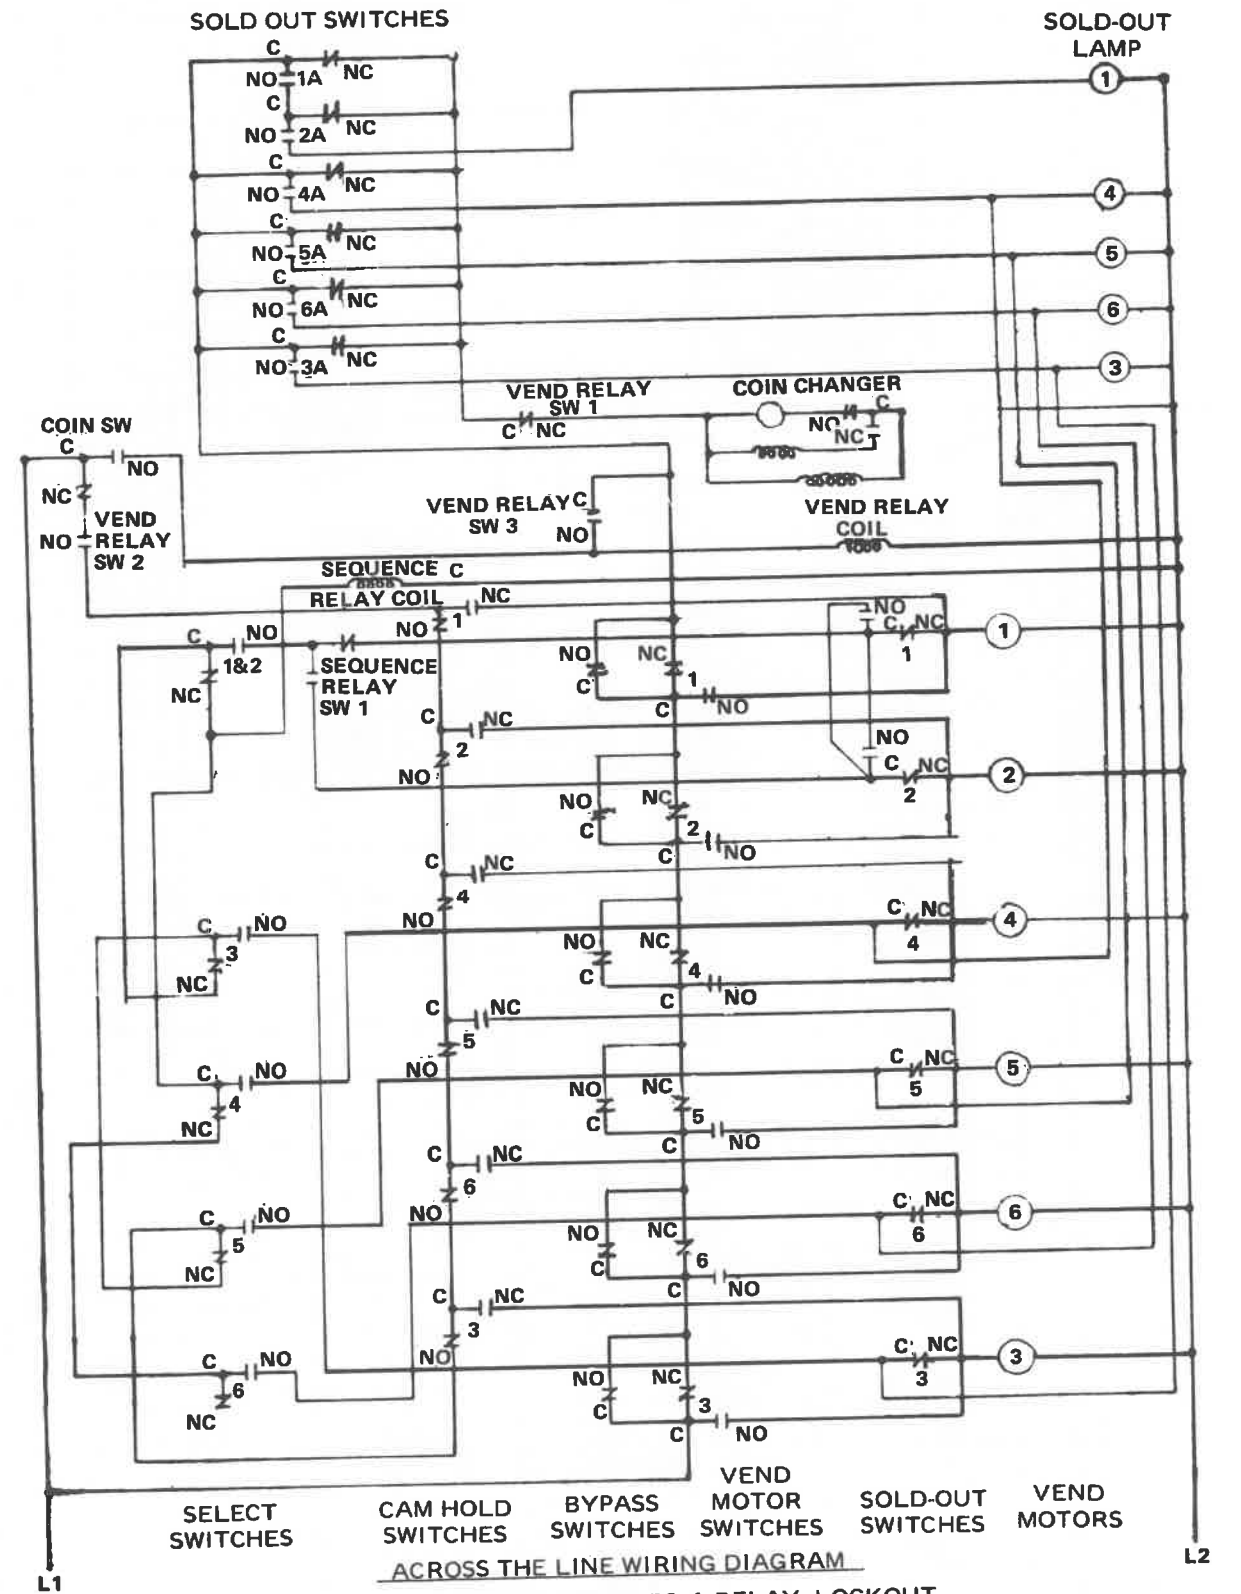 SOLD OUT SWITCHES
SOLD-OUT
LAMP
C
NC
NO 1A
1
C
NC
NO 2A
C
NC
NO 4A
4
C
NC
NO 5A
5
C
NC
NO 6A
6
C
NC
NO 3A
3
VEND RELAY
SW 1
C NC
COIN CHANGER
C
NO
NC
COIN SW
C
NO
NC
VEND
NO RELAY
SW 2
VEND RELAY C
SW 3
NO
VEND RELAY
COIL
SEQUENCE C
RELAY COIL
NC
NO 1
C NO
1&2
NC
SEQUENCE
RELAY
SW 1
NO NC
C 1
C NO
NO
C NC
1
1
C NC
2
NO
NO NC
C 2
C NO
NO
C NC
2
2
C NC
4
NO
C NO
3
NC
NO NC
C 4
C NO
C NC
4
4
C NC
5
NO
C NO
4
NC
NO NC
C 5
C NO
C NC
5
5
C NC
6
NO
C NO
5
NC
NO NC
C 6
C NO
C NC
6
6
C NC
3
NO
C NO
6
NC
NO NC
C 3
C NO
C NC
3
3
SELECT
SWITCHES
CAM HOLD
SWITCHES
BYPASS
SWITCHES
VEND
MOTOR
SWITCHES
SOLD-OUT
SWITCHES
VEND
MOTORS
L1
L2
ACROSS THE LINE WIRING DIAGRAM
RELAY LOCKOUT